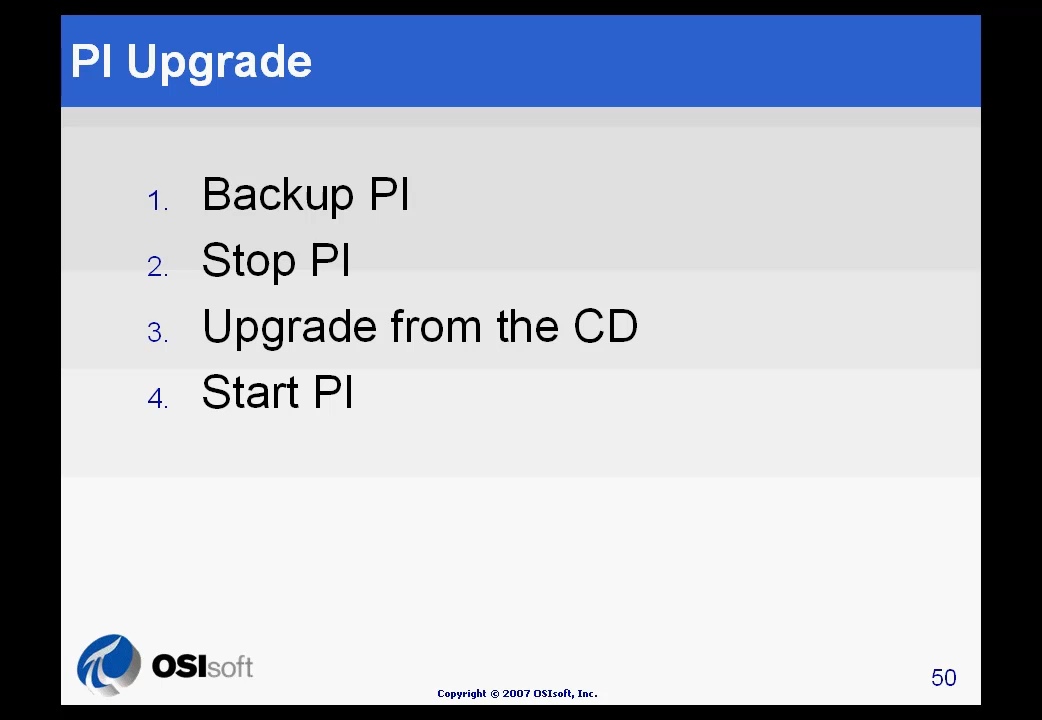 PI Upgrade
1. Backup PI
2. Stop PI
3. Upgrade from the CD
4. Start PI
OSIsoft
Copyright © 2007 OSIsoft, Inc.
50